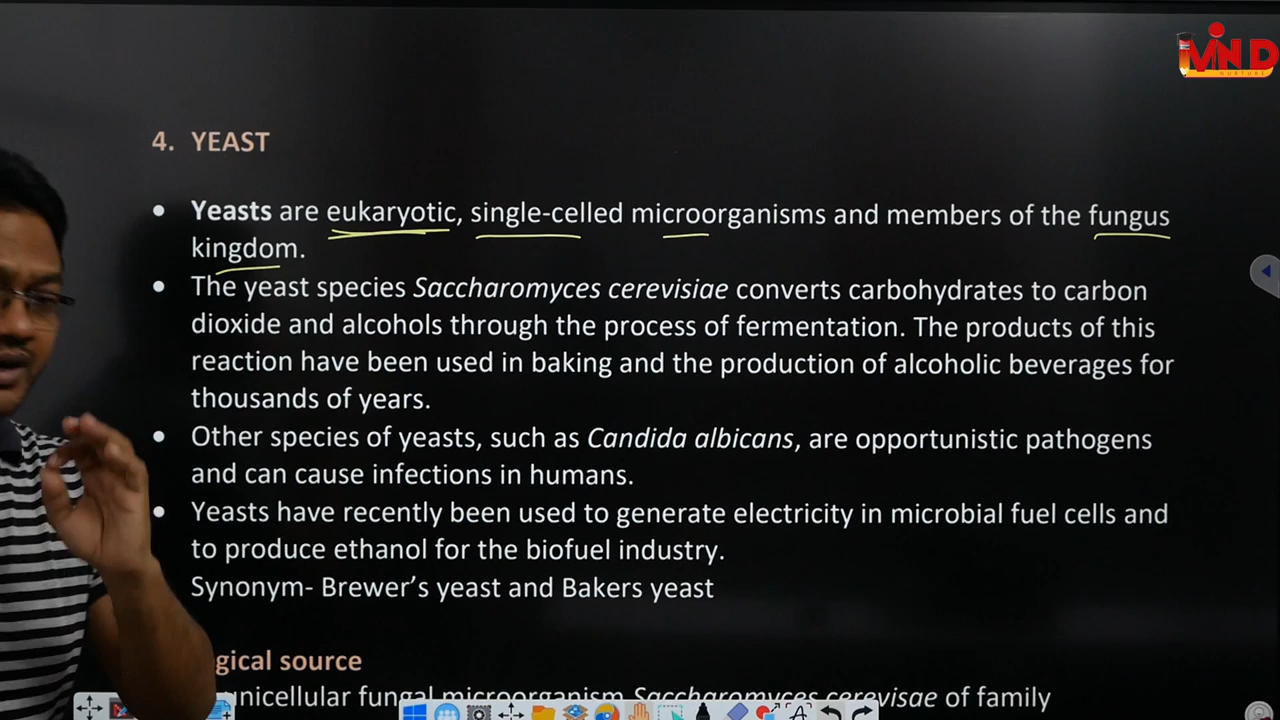 MIND
NURTURE
4. YEAST
• Yeasts are eukaryotic, single-celled microorganisms and members of the fungus
kingdom.
• The yeast species Saccharomyces cerevisiae converts carbohydrates to carbon
dioxide and alcohols through the process of fermentation. The products of this
reaction have been used in baking and the production of alcoholic beverages for
thousands of years.
• Other species of yeasts, such as Candida albicans, are opportunistic pathogens
and can cause infections in humans.
• Yeasts have recently been used to generate electricity in microbial fuel cells and
to produce ethanol for the biofuel industry.
Synonym- Brewer’s yeast and Bakers yeast
gical source
unicellular fungal microorganism Saccharomyces cerevisae of family